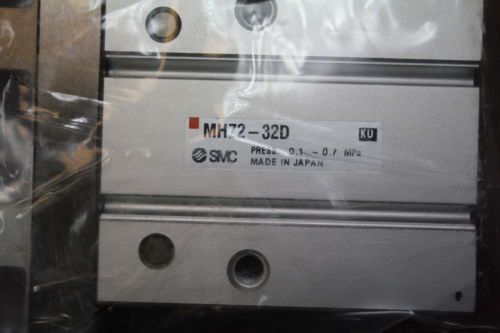 MHZ2-32D KU
SMC PRESS. 0.1 - 0.7 MPa
MADE IN JAPAN